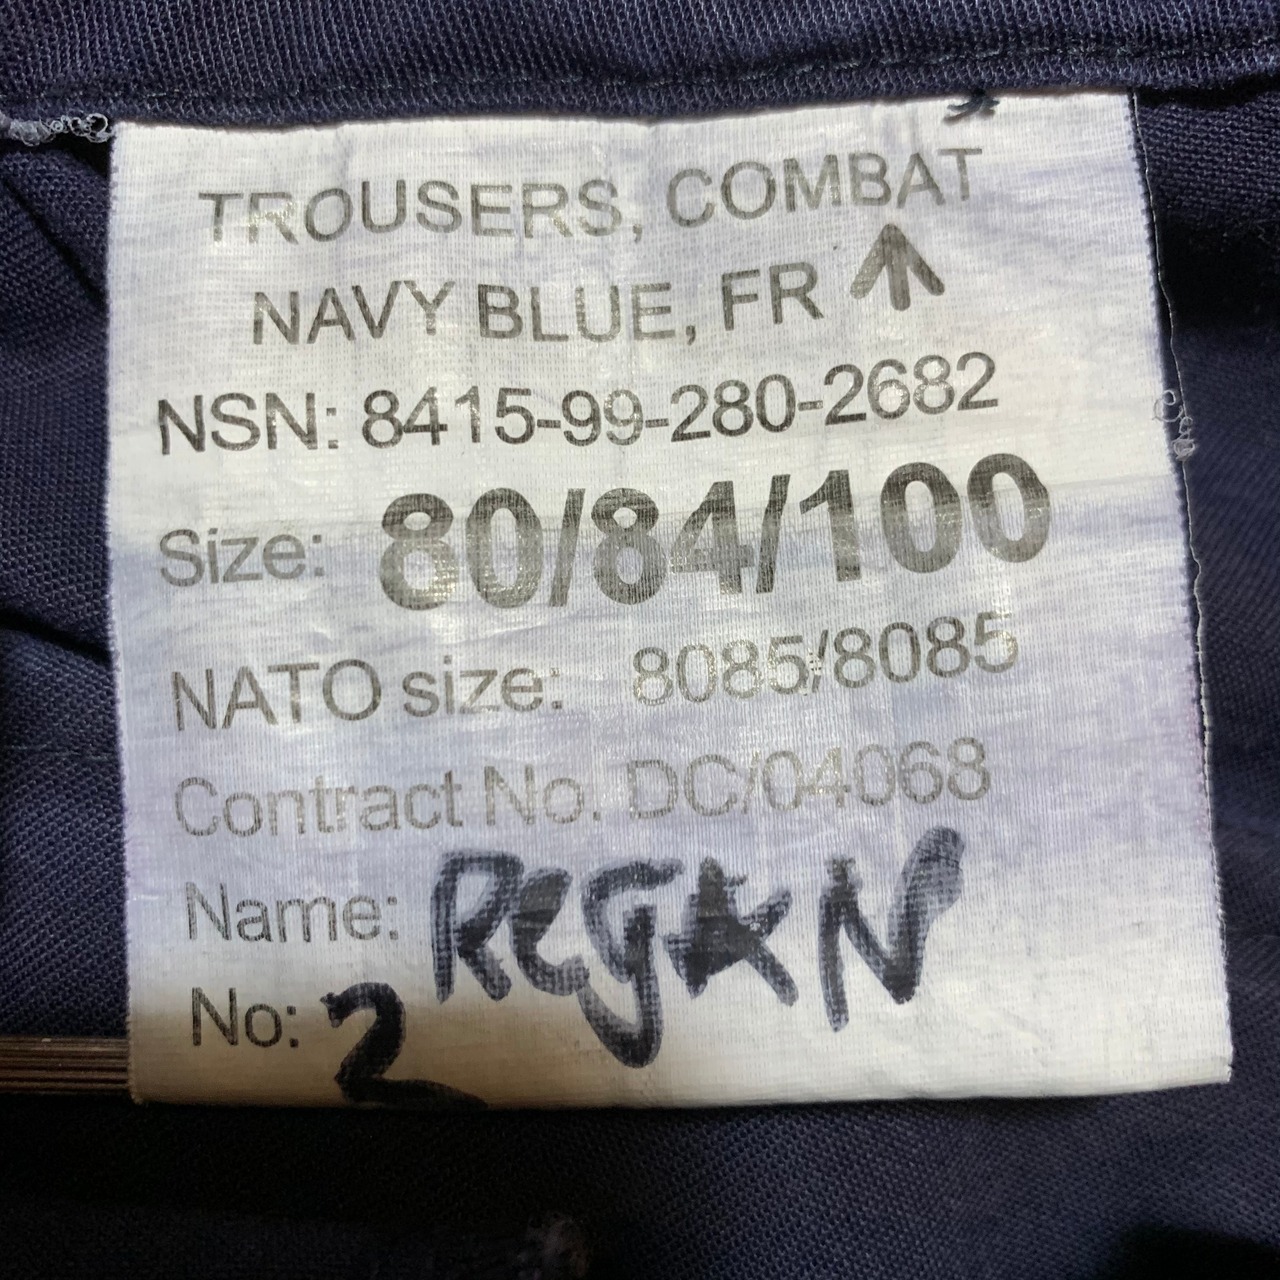 TROUSERS, COMBAT
NAVY BLUE, FR
NSN: 8415-99-280-2682
Size: 80/84/100
NATO size: 8085/8085
Contract No. DC/04068
Name: REGAN
No: 2